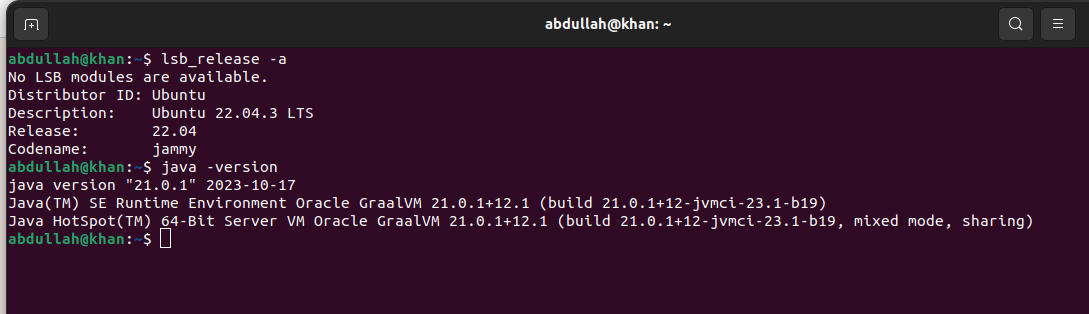 abdullah@khan: ~
abdullah@khan:~$ lsb_release -a
No LSB modules are available.
Distributor ID: Ubuntu
Description:    Ubuntu 22.04.3 LTS
Release:        22.04
Codename:       jammy
abdullah@khan:~$ java -version
java version "21.0.1" 2023-10-17
Java(TM) SE Runtime Environment Oracle GraalVM 21.0.1+12.1 (build 21.0.1+12-jvmci-23.1-b19)
Java HotSpot(TM) 64-Bit Server VM Oracle GraalVM 21.0.1+12.1 (build 21.0.1+12-jvmci-23.1-b19, mixed mode, sharing)
abdullah@khan:~$